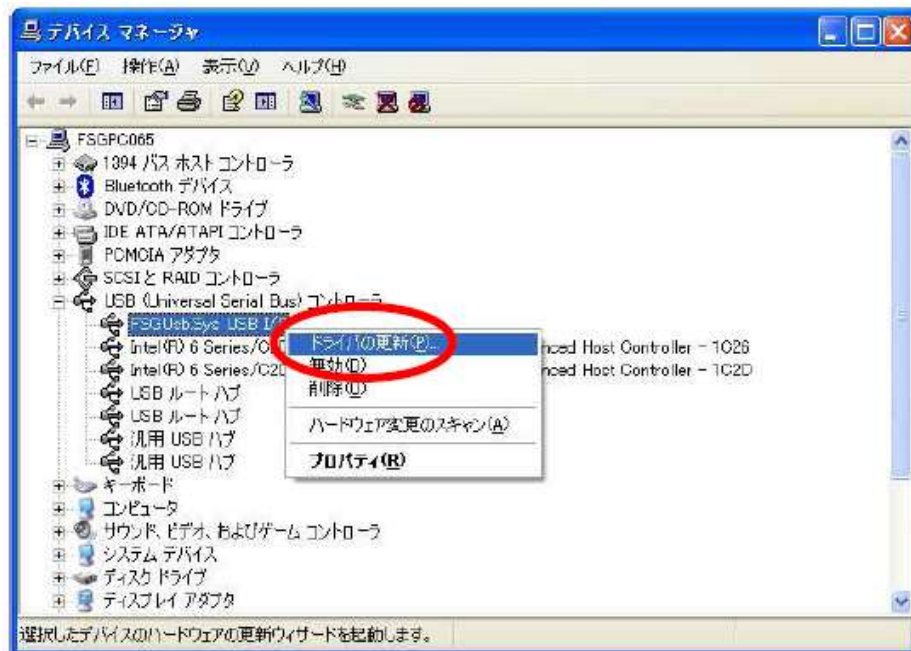 デバイス マネージャ
ファイル(F) 操作(A) 表示(V) ヘルプ(H)
FSGPC065
1394 バス ホスト コントローラ
Bluetooth デバイス
DVD/CD-ROM ドライブ
IDE ATA/ATAPI コントローラ
PCMCIA アダプタ
SCSI と RAID コントローラ
USB (Universal Serial Bus) コントローラ
FSGUsb.Sys USB I/
Intel(R) 6 Series/C20 nced Host Controller - 1C26
Intel(R) 6 Series/C20 nced Host Controller - 1C2D
USB ルート ハブ
USB ルート ハブ
汎用 USB ハブ
汎用 USB ハブ
ドライバの更新(P)...
無効(D)
削除(U)
ハードウェア変更のスキャン(A)
プロパティ(R)
キーボード
コンピュータ
サウンド、ビデオ、およびゲーム コントローラ
システム デバイス
ディスク ドライブ
ディスプレイ アダプタ
選択したデバイスのハードウェアの更新ウィザードを起動します。